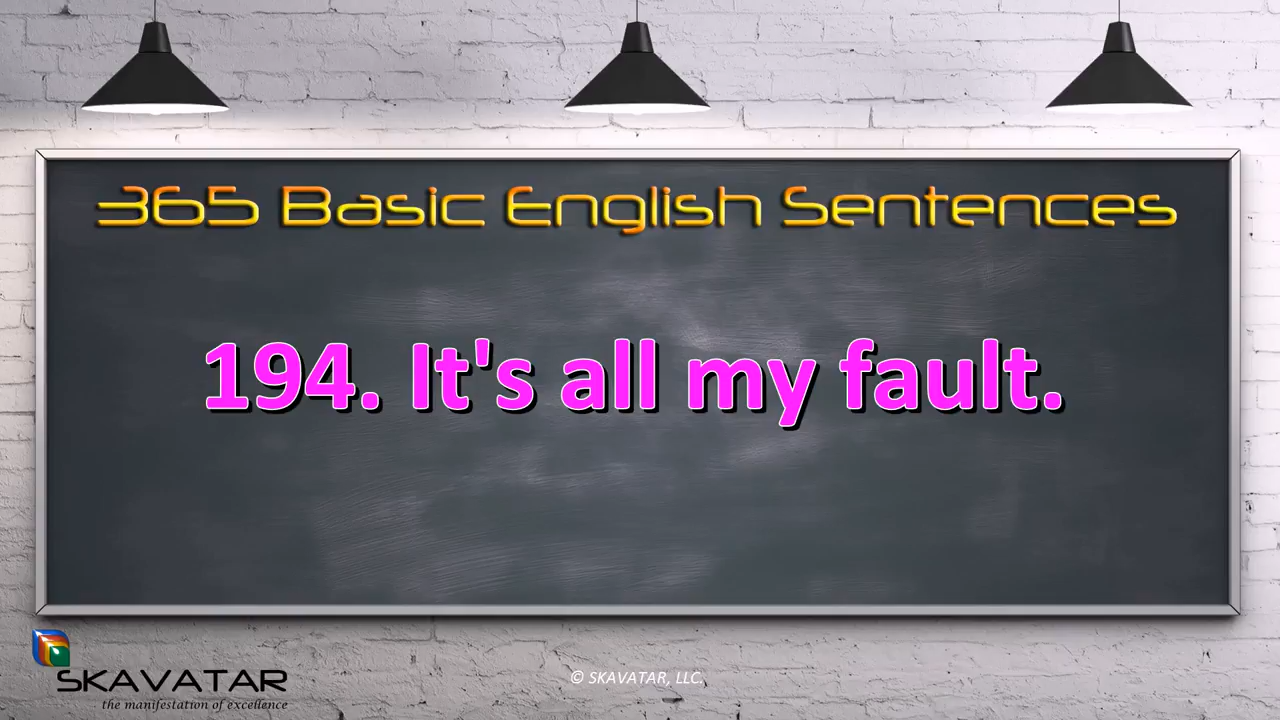 365 Basic English Sentences
194. It's all my fault.
SKAVATAR
the manifestation of excellence
© SKAVATAR, LLC.